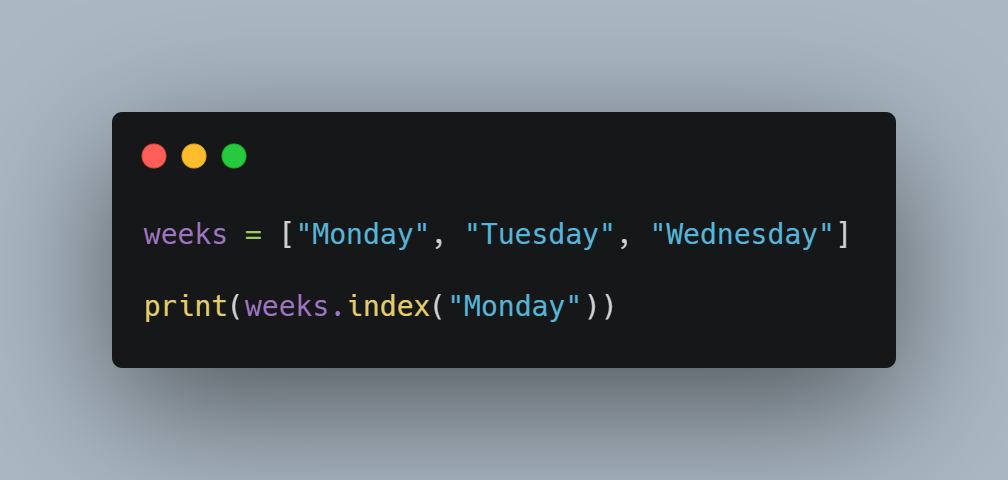 weeks = ["Monday", "Tuesday", "Wednesday"]
print(weeks.index("Monday"))